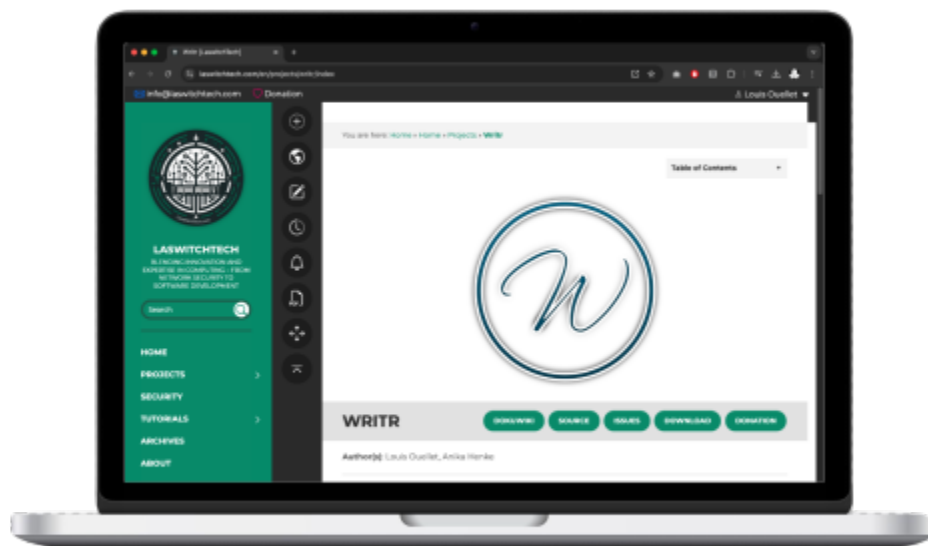 Writr [LaswitchTech]
laswitchtech.com/en/projects/writr/index
info@laswitchtech.com Donation
Louis Ouellet
You are here: Home » Home » Projects » Writr
Table of Contents
LASWITCHTECH
BLENDING INNOVATION AND
EXPERTISE IN COMPUTING - FROM
NETWORK SECURITY TO
SOFTWARE DEVELOPMENT
Search
HOME
PROJECTS
SECURITY
TUTORIALS
ARCHIVES
ABOUT
W
WRITR
DOKUWIKI SOURCE ISSUES DOWNLOAD DONATION
Author(s): Louis Ouellet, Anika Henke